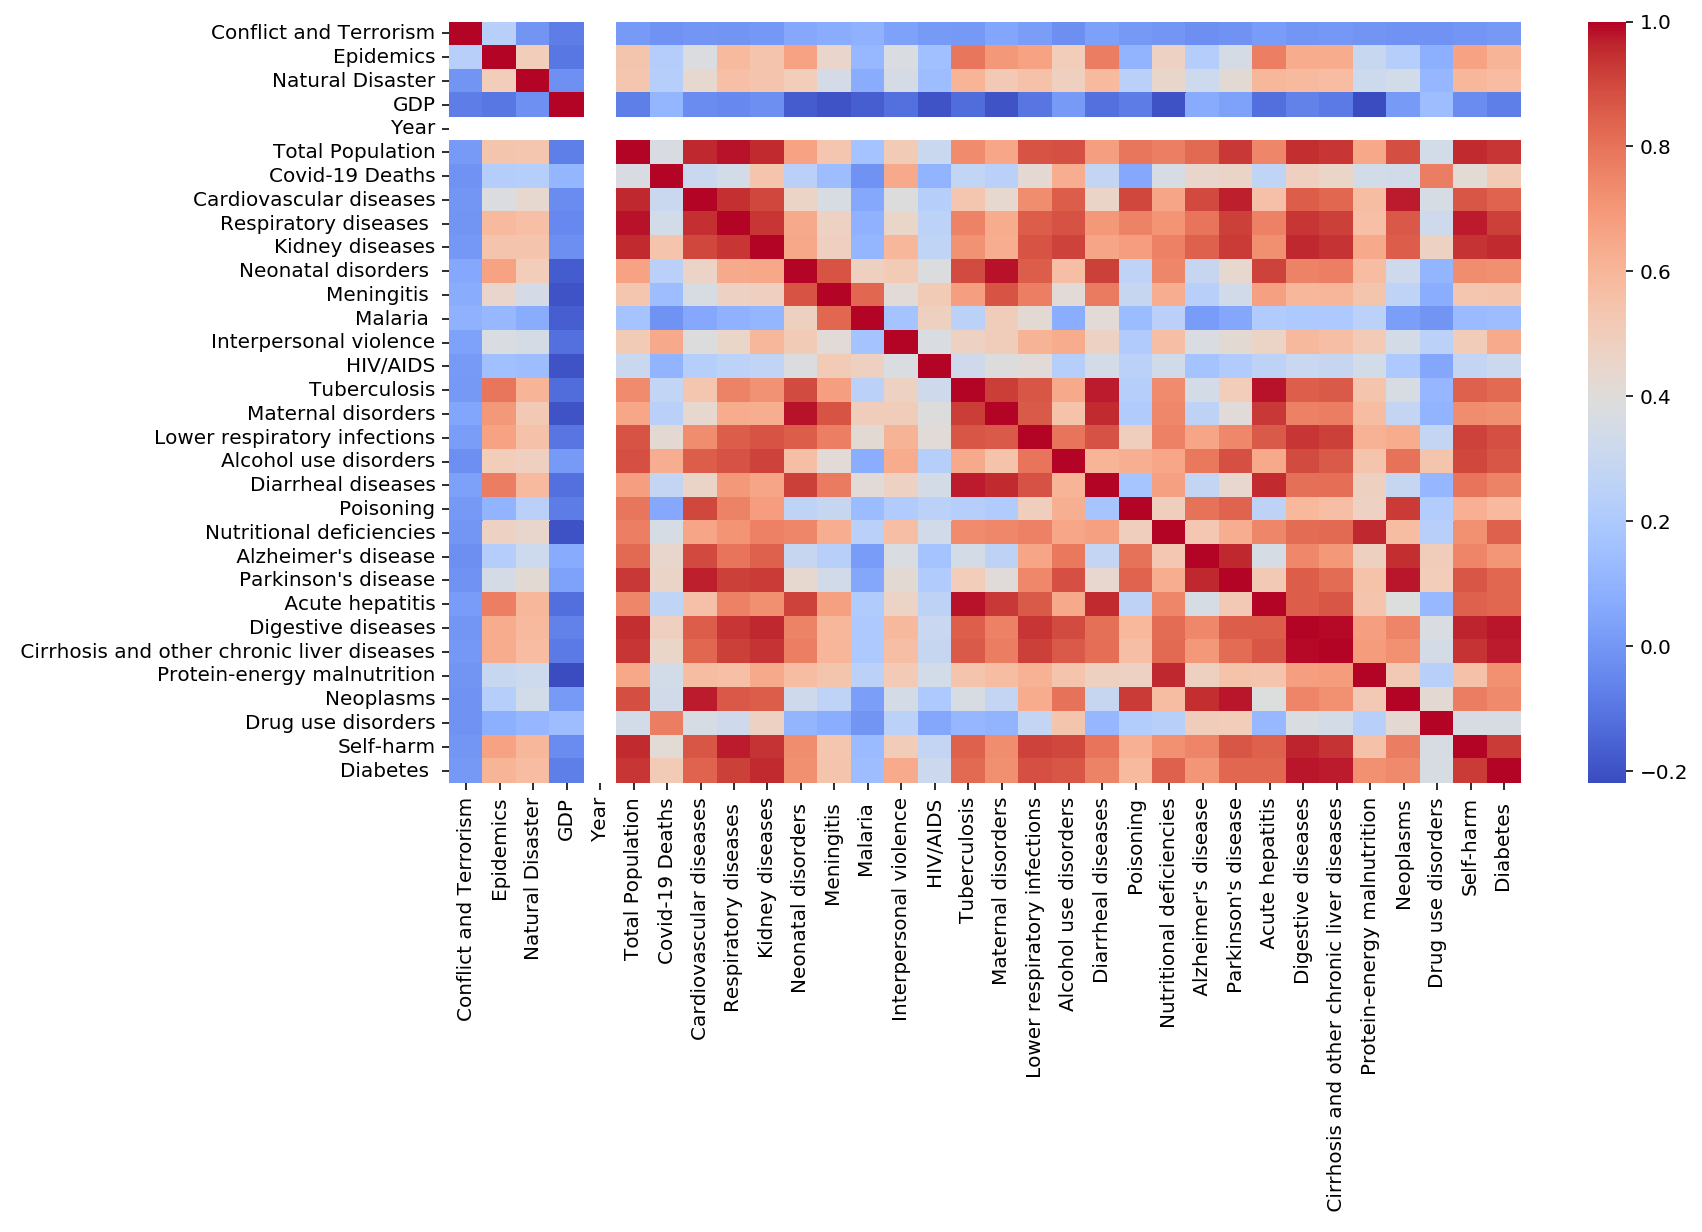 Conflict and Terrorism
Epidemics
Natural Disaster
GDP
Year
Total Population
Covid-19 Deaths
Cardiovascular diseases
Respiratory diseases
Kidney diseases
Neonatal disorders
Meningitis
Malaria
Interpersonal violence
HIV/AIDS
Tuberculosis
Maternal disorders
Lower respiratory infections
Alcohol use disorders
Diarrheal diseases
Poisoning
Nutritional deficiencies
Alzheimer's disease
Parkinson's disease
Acute hepatitis
Digestive diseases
Cirrhosis and other chronic liver diseases
Protein-energy malnutrition
Neoplasms
Drug use disorders
Self-harm
Diabetes
Conflict and Terrorism
Epidemics
Natural Disaster
GDP
Year
Total Population
Covid-19 Deaths
Cardiovascular diseases
Respiratory diseases
Kidney diseases
Neonatal disorders
Meningitis
Malaria
Interpersonal violence
HIV/AIDS
Tuberculosis
Maternal disorders
Lower respiratory infections
Alcohol use disorders
Diarrheal diseases
Poisoning
Nutritional deficiencies
Alzheimer's disease
Parkinson's disease
Acute hepatitis
Digestive diseases
Cirrhosis and other chronic liver diseases
Protein-energy malnutrition
Neoplasms
Drug use disorders
Self-harm
Diabetes
1.0
0.8
0.6
0.4
0.2
0.0
−0.2